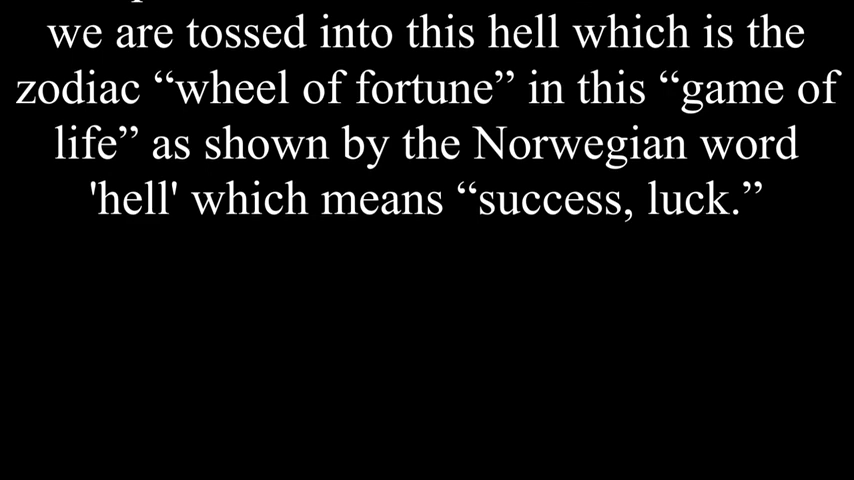 we are tossed into this hell which is the
zodiac “wheel of fortune” in this “game of
life” as shown by the Norwegian word
'hell' which means “success, luck.”